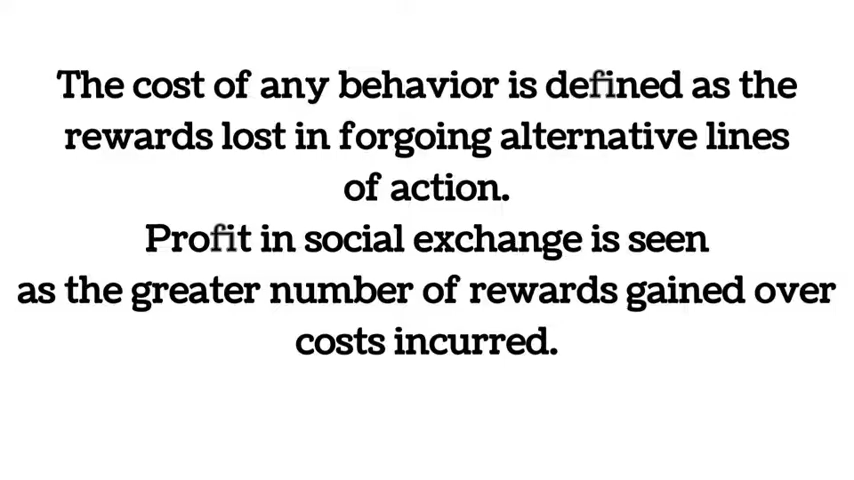 The cost of any behavior is defined as the
rewards lost in forgoing alternative lines
of action.
Profit in social exchange is seen
as the greater number of rewards gained over
costs incurred.